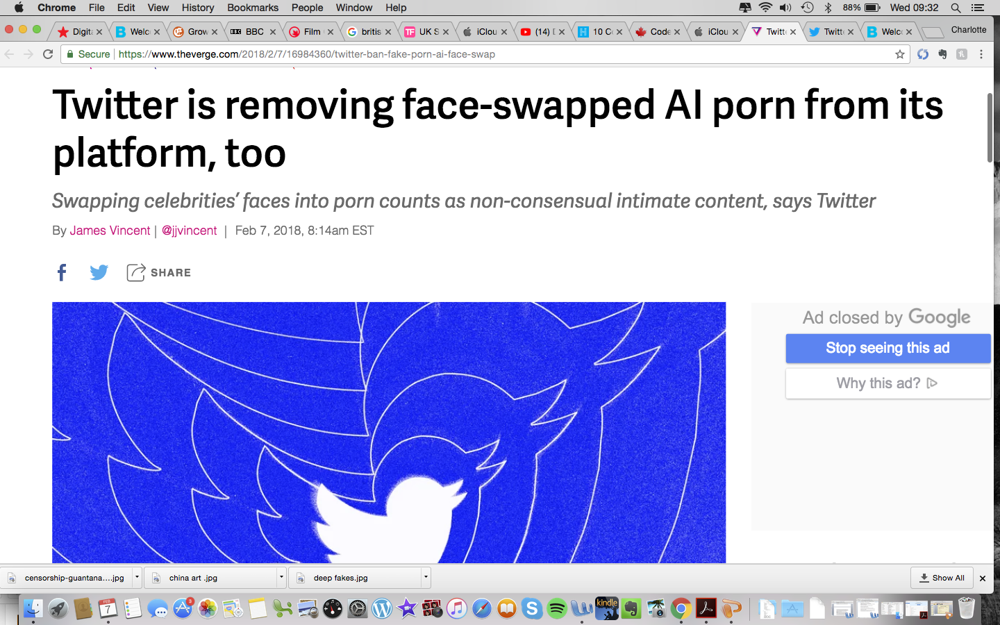 Chrome File Edit View History Bookmarks People Window Help 88% Wed 09:32
Digit Welc Grow BBC BBC Film britis TF UK S iClou (14) D H 10 C Code iClou Twitt Twitt Welc Charlotte
Secure https://www.theverge.com/2018/2/7/16984360/twitter-ban-fake-porn-ai-face-swap
Twitter is removing face-swapped AI porn from its
platform, too
Swapping celebrities' faces into porn counts as non-consensual intimate content, says Twitter
By James Vincent | @jjvincent | Feb 7, 2018, 8:14am EST
SHARE
Ad closed by Google
Stop seeing this ad
Why this ad?
censorship-guantana....jpg china art .jpg deep fakes.jpg Show All
FEB
7
3
kindle